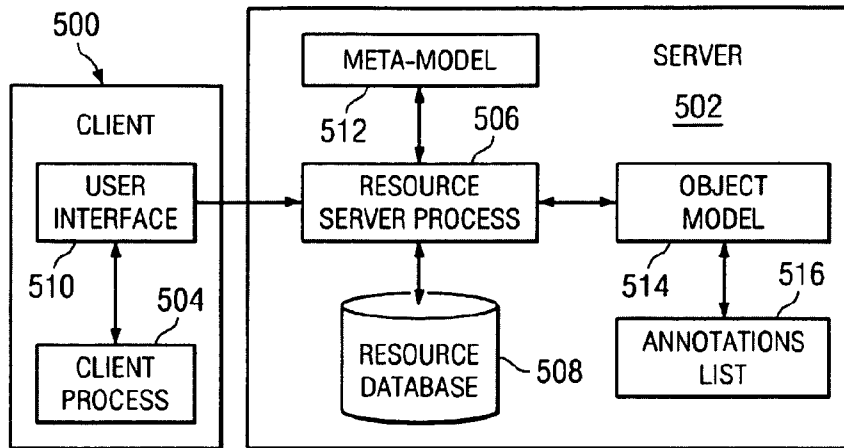 500
CLIENT
USER
INTERFACE
510
504
CLIENT
PROCESS
META-MODEL
SERVER
502
512
506
RESOURCE
SERVER PROCESS
OBJECT
MODEL
514
516
RESOURCE
DATABASE
508
ANNOTATIONS
LIST